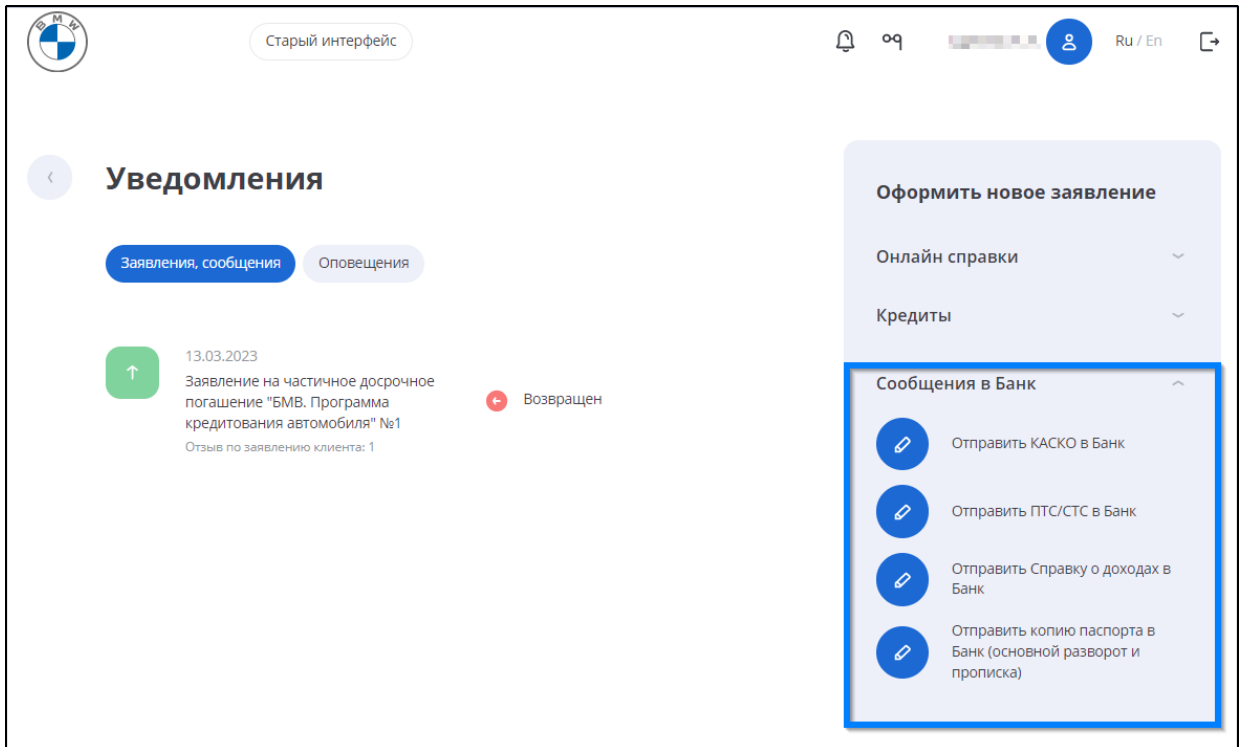 BMW
Старый интерфейс
Ru / En
Уведомления
Заявления, сообщения
Оповещения
13.03.2023
Заявление на частичное досрочное
погашение "БМВ. Программа
кредитования автомобиля" №1
Отзыв по заявлению клиента: 1
Возвращен
Оформить новое заявление
Онлайн справки
Кредиты
Сообщения в Банк
Отправить КАСКО в Банк
Отправить ПТС/СТС в Банк
Отправить Справку о доходах в
Банк
Отправить копию паспорта в
Банк (основной разворот и
прописка)